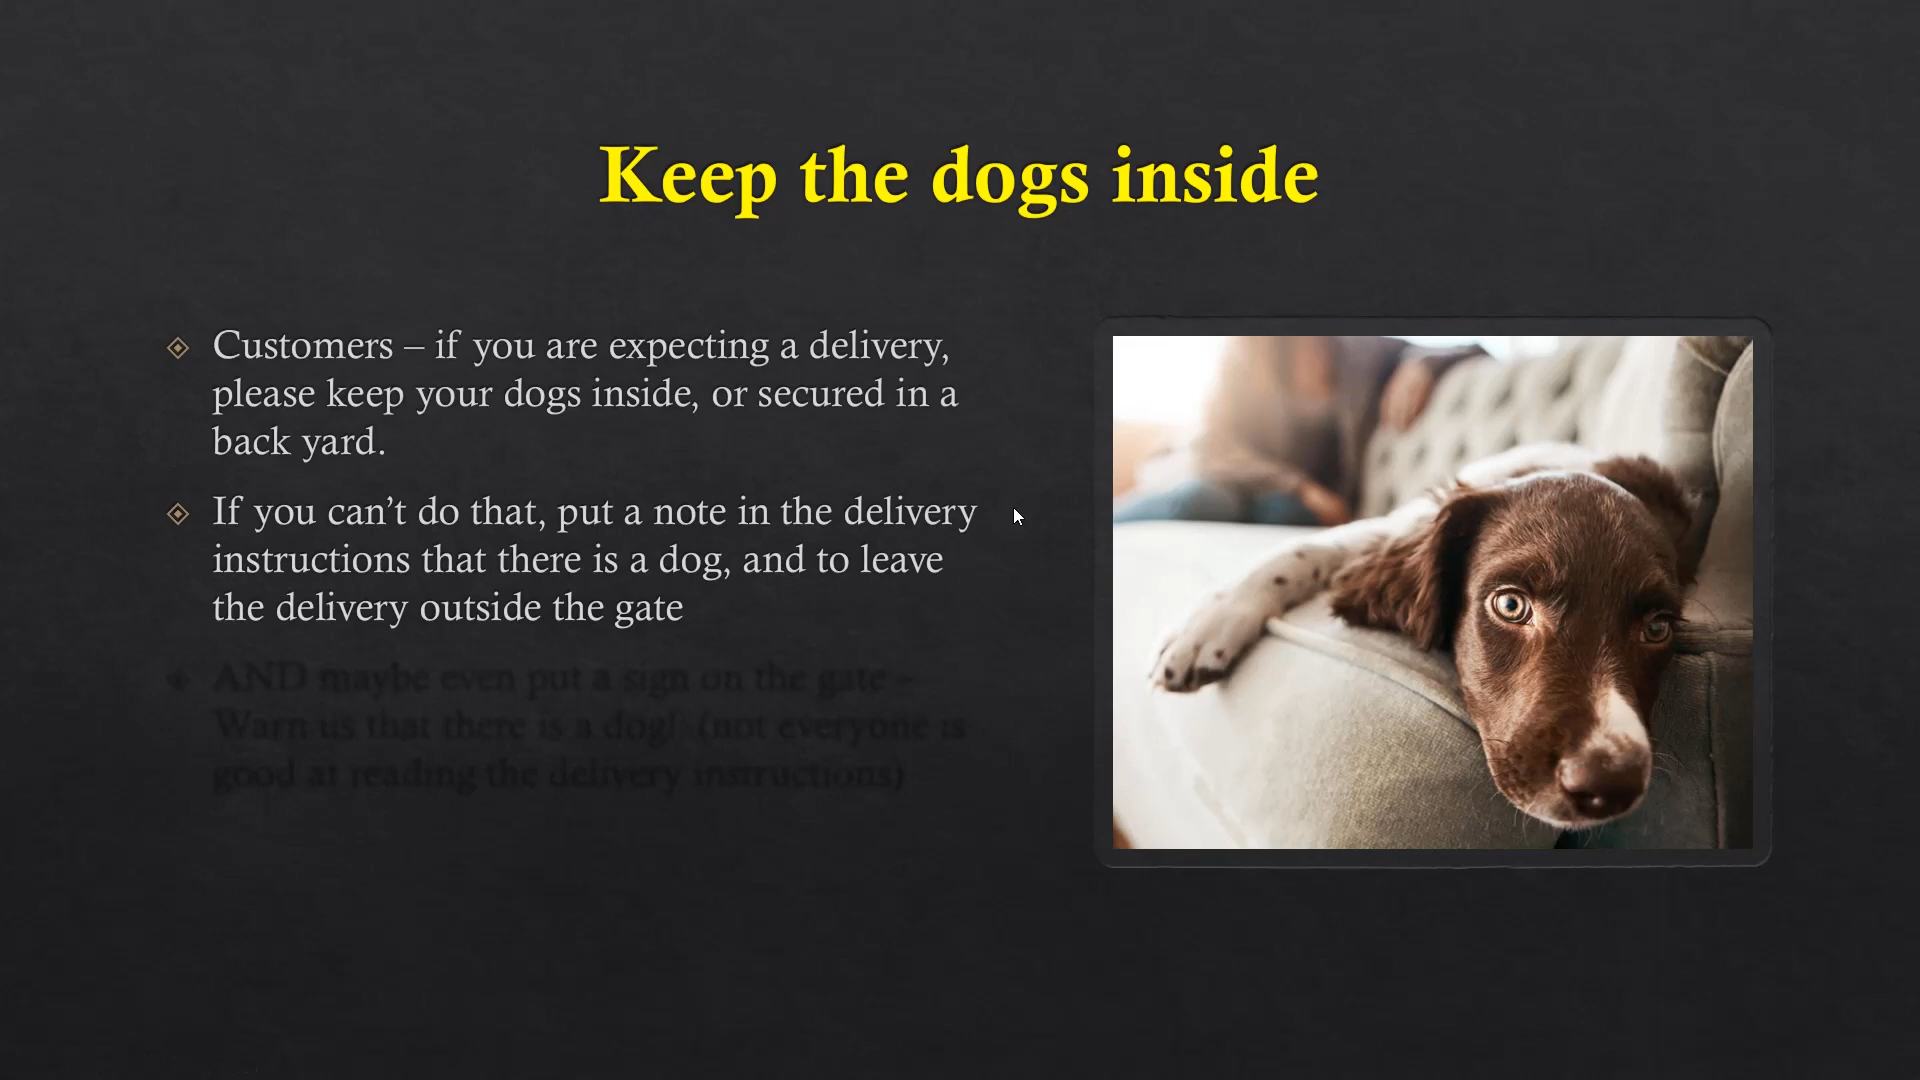 Keep the dogs inside
Customers – if you are expecting a delivery,
please keep your dogs inside, or secured in a
back yard.
If you can’t do that, put a note in the delivery
instructions that there is a dog, and to leave
the delivery outside the gate
AND maybe even put a sign on the gate –
Warn us that there is a dog! (not everyone is
good at reading the delivery instructions)